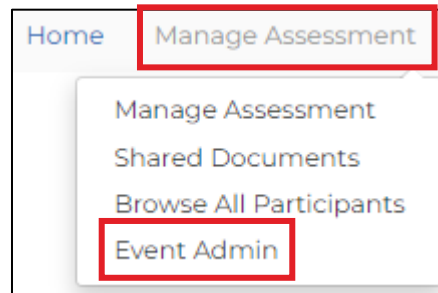 Home Manage Assessment
Manage Assessment
Shared Documents
Browse All Participants
Event Admin